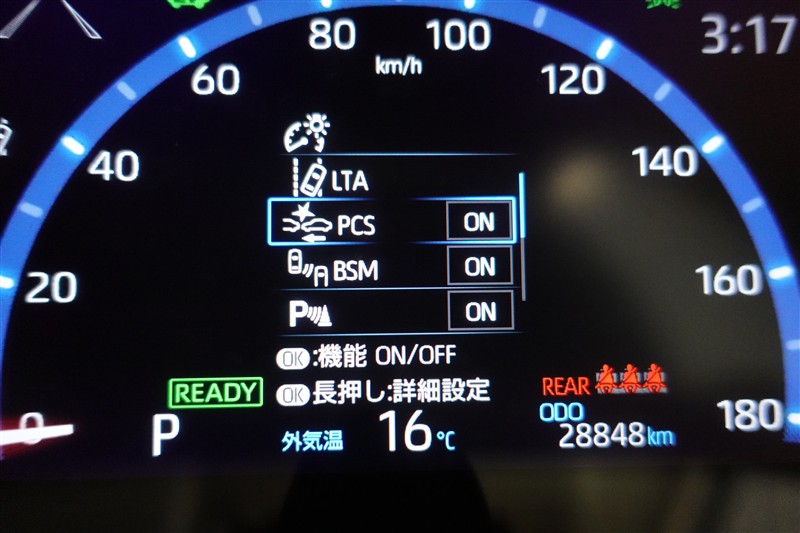 80 100
km/h
3:17
60 120
40 140
LTA
PCS ON
BSM ON
20 160
P ON
OK:機能 ON/OFF
OK長押し:詳細設定
READY
REAR
ODO
28848km
0 180
P
外気温 16℃